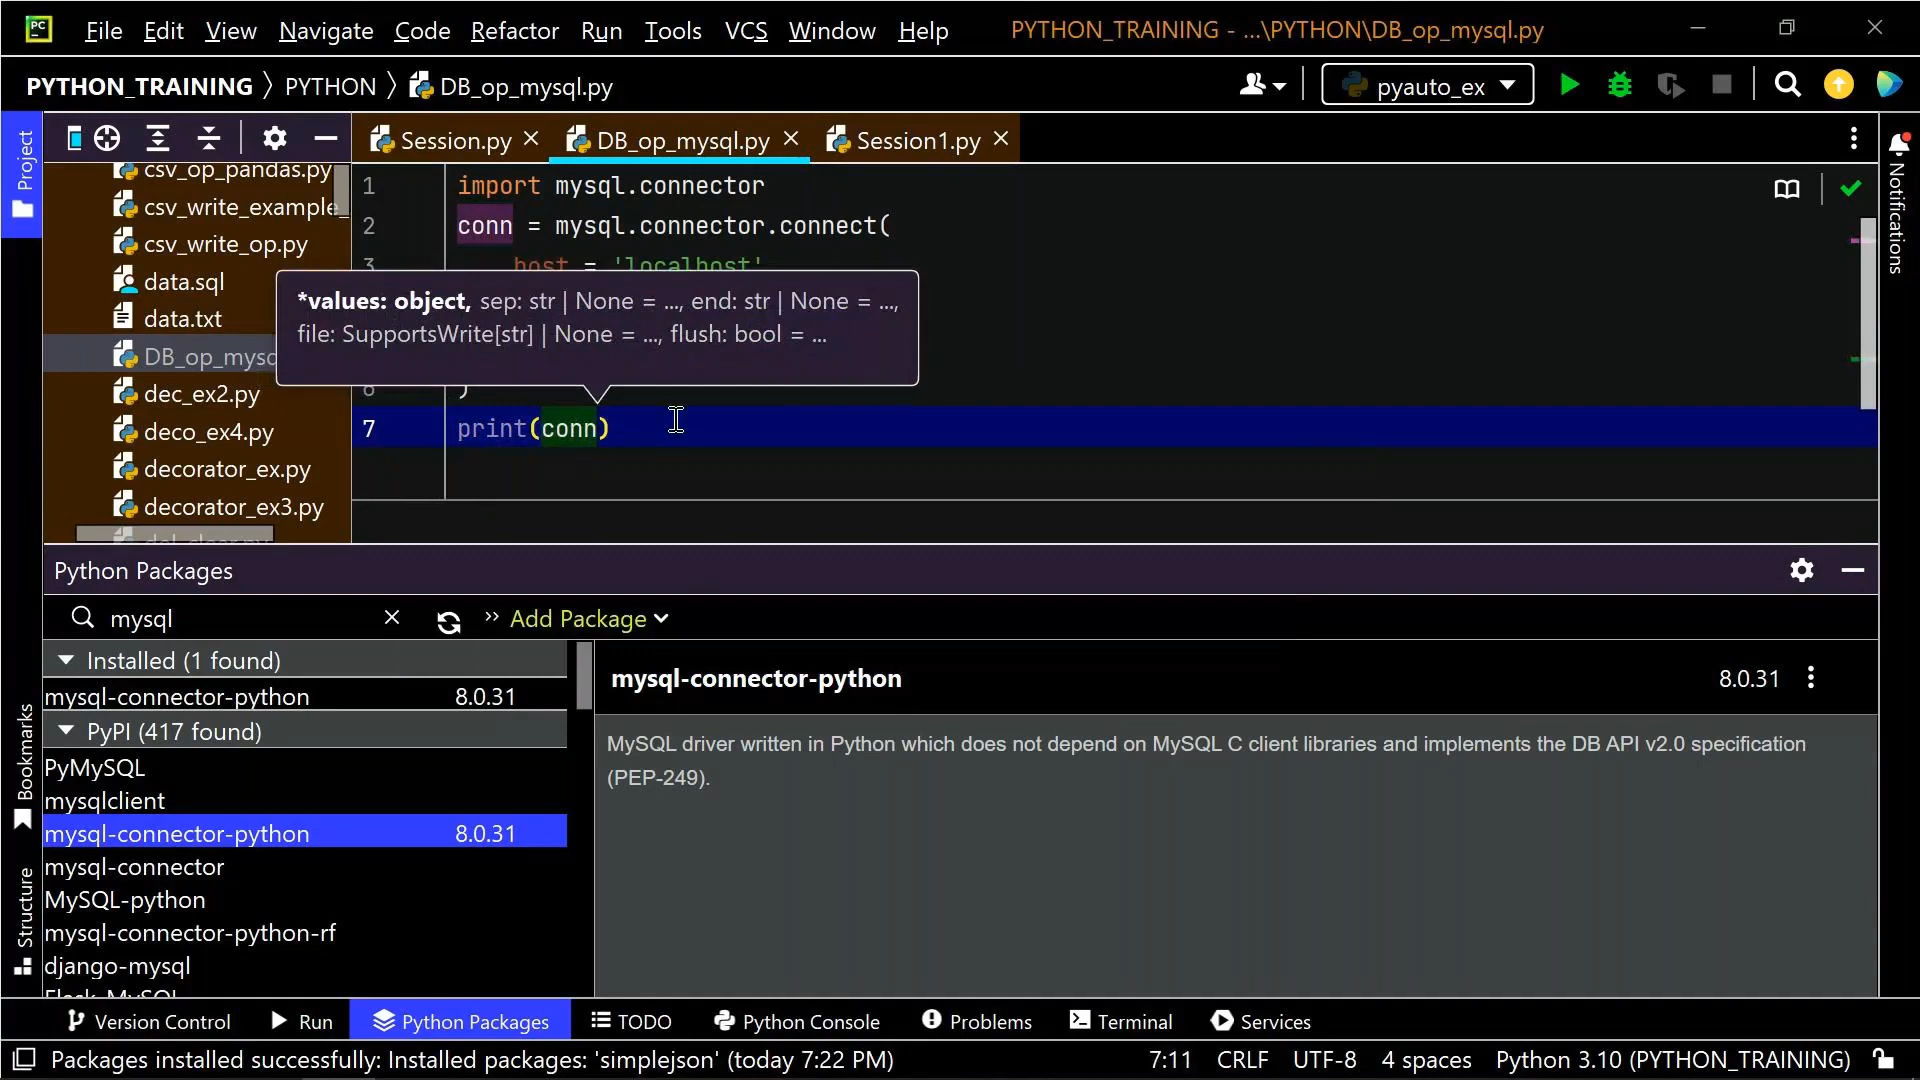 PC
File Edit View Navigate Code Refactor Run Tools VCS Window Help PYTHON_TRAINING - ...\PYTHON\DB_op_mysql.py
PYTHON_TRAINING PYTHON DB_op_mysql.py pyauto_ex
Project
Session.py DB_op_mysql.py Session1.py
Notifications
csv_op_pandas.py
csv_write_example_
csv_write_op.py
data.sql
data.txt
DB_op_mysq
dec_ex2.py
deco_ex4.py
decorator_ex.py
decorator_ex3.py
1 import mysql.connector
2 conn = mysql.connector.connect(
3 host = 'localhost'
*values: object, sep: str | None = ..., end: str | None = ...,
file: SupportsWrite[str] | None = ..., flush: bool = ...
6 )
7 print(conn)
Python Packages
mysql Add Package
Installed (1 found)
mysql-connector-python 8.0.31
PyPI (417 found)
PyMySQL
mysqlclient
mysql-connector-python 8.0.31
mysql-connector
MySQL-python
mysql-connector-python-rf
django-mysql
mysql-connector-python 8.0.31
MySQL driver written in Python which does not depend on MySQL C client libraries and implements the DB API v2.0 specification
(PEP-249).
Bookmarks
Structure
Version Control Run Python Packages TODO Python Console Problems Terminal Services
Packages installed successfully: Installed packages: 'simplejson' (today 7:22 PM) 7:11 CRLF UTF-8 4 spaces Python 3.10 (PYTHON_TRAINING)